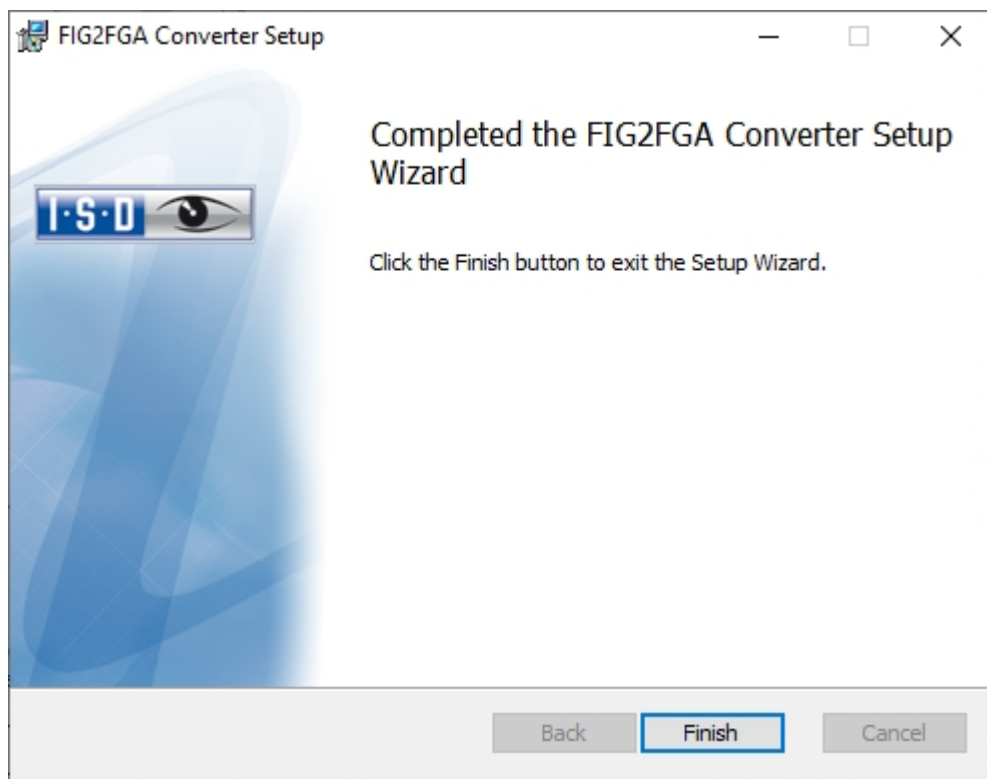 FIG2FGA Converter Setup
Completed the FIG2FGA Converter Setup
Wizard
I·S·D
Click the Finish button to exit the Setup Wizard.
Back
Finish
Cancel